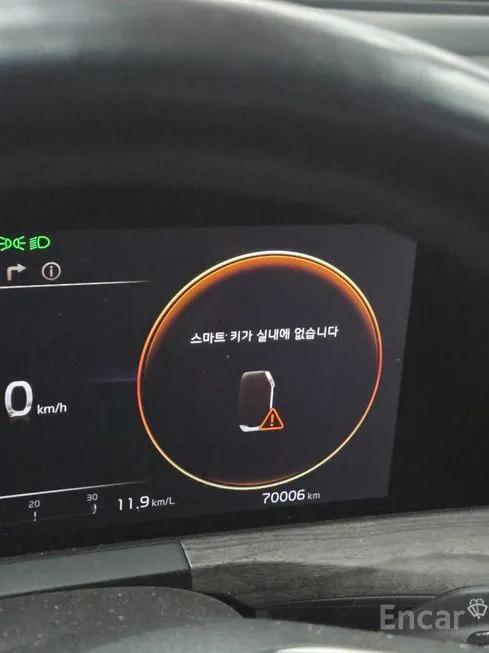 스마트 키가 실내에 없습니다
0 km/h
20 30
11.9 km/L
70006 km
Encar